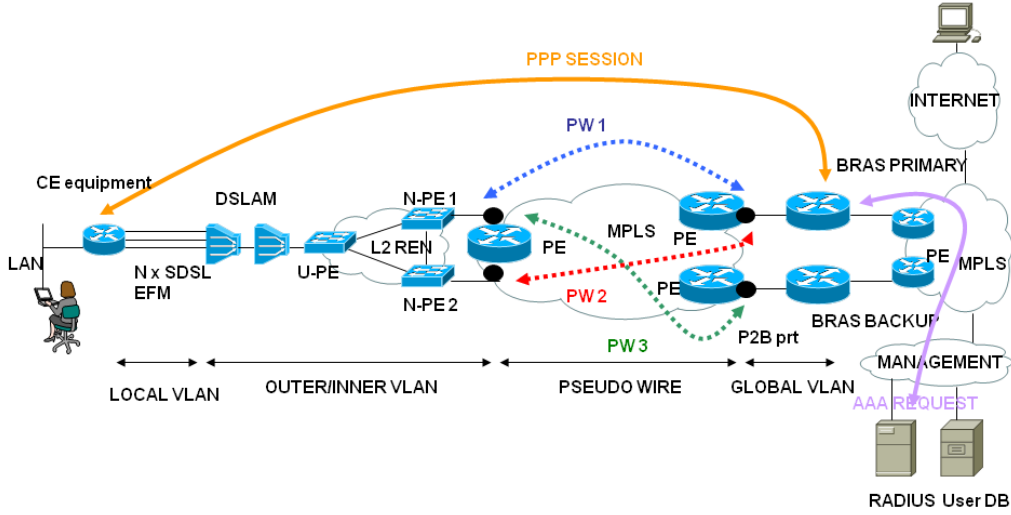 PPP SESSION
INTERNET
PW 1
BRAS PRIMARY
CE equipment
DSLAM
N-PE 1
L2 REN
PE
MPLS
PE
LAN
N x SDSL
EFM
U-PE
N-PE 2
PW 2
PE
PE
MPLS
BRAS BACKUP
PW 3
P2B prt
MANAGEMENT
LOCAL VLAN
OUTER/INNER VLAN
PSEUDO WIRE
GLOBAL VLAN
AAA REQUEST
RADIUS
User DB